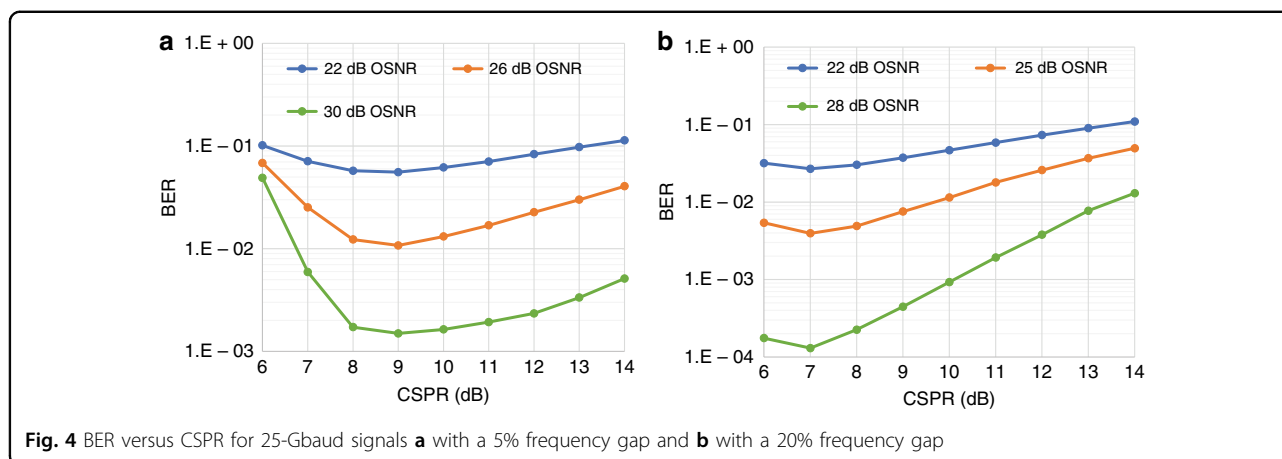 a
1.E + 00
1.E – 01
1.E – 02
1.E – 03
BER
22 dB OSNR
26 dB OSNR
30 dB OSNR
6 7 8 9 10 11 12 13 14
CSPR (dB)
b
1.E + 00
1.E – 01
1.E – 02
1.E – 03
1.E – 04
BER
22 dB OSNR
25 dB OSNR
28 dB OSNR
6 7 8 9 10 11 12 13 14
CSPR (dB)
Fig. 4 BER versus CSPR for 25-Gbaud signals a with a 5% frequency gap and b with a 20% frequency gap